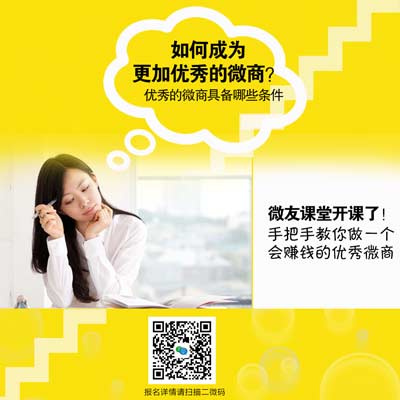 如何成为
更加优秀的微商?
优秀的微商具备哪些条件
微友课堂开课了!
手把手教你做一个
会赚钱的优秀微商
报名详情请扫描二微码